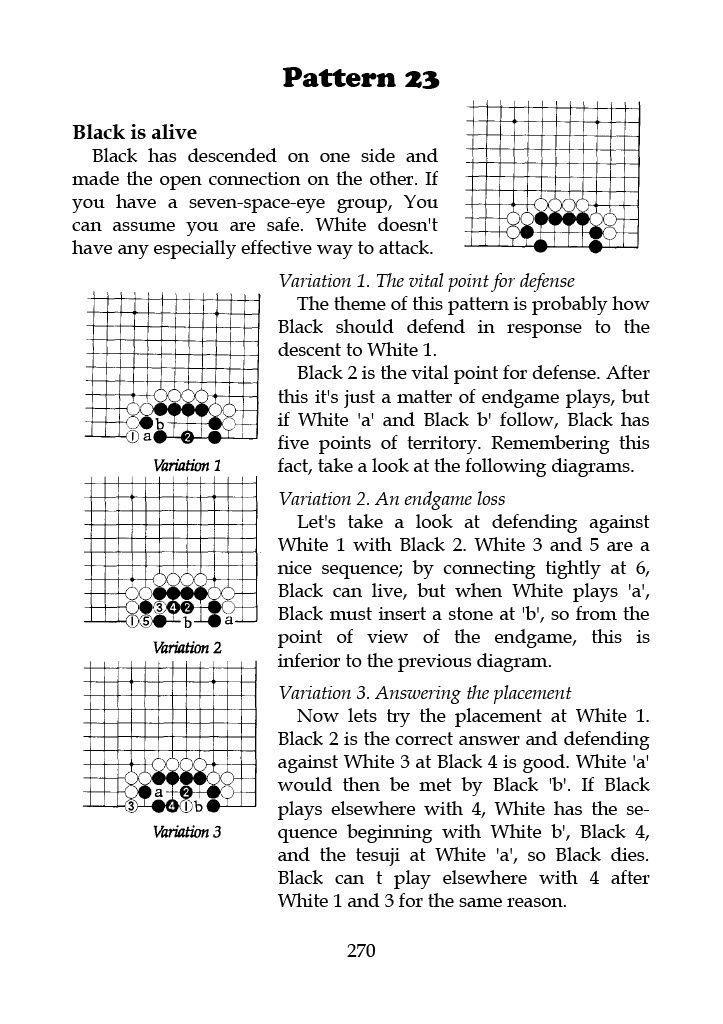 Pattern 23
Black is alive
Black has descended on one side and
made the open connection on the other. If
you have a seven-space-eye group, You
can assume you are safe. White doesn't
have any especially effective way to attack.
Variation 1. The vital point for defense
The theme of this pattern is probably how
Black should defend in response to the
descent to White 1.
Black 2 is the vital point for defense. After
this it's just a matter of endgame plays, but
if White 'a' and Black b' follow, Black has
five points of territory. Remembering this
fact, take a look at the following diagrams.
b
1 a 2
Variation 1
Variation 2. An endgame loss
Let's take a look at defending against
White 1 with Black 2. White 3 and 5 are a
nice sequence; by connecting tightly at 6,
Black can live, but when White plays 'a',
Black must insert a stone at 'b', so from the
point of view of the endgame, this is
inferior to the previous diagram.
3 4 2
1 5 b a
Variation 2
Variation 3. Answering the placement
Now lets try the placement at White 1.
Black 2 is the correct answer and defending
against White 3 at Black 4 is good. White 'a'
would then be met by Black 'b'. If Black
plays elsewhere with 4, White has the se-
quence beginning with White b', Black 4,
and the tesuji at White 'a', so Black dies.
Black can t play elsewhere with 4 after
White 1 and 3 for the same reason.
a 2
3 4 1 b
Variation 3
270